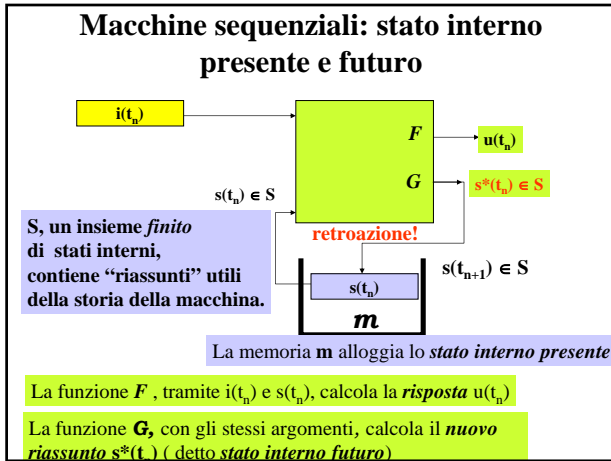 Macchine sequenziali: stato interno
presente e futuro
i(tn)
F
u(tn)
G
s*(tn) ∈ S
s(tn) ∈ S
retroazione!
S, un insieme finito
di stati interni,
contiene "riassunti" utili
della storia della macchina.
s(tn+1) ∈ S
s(tn)
m
La memoria m alloggia lo stato interno presente
La funzione F , tramite i(tn) e s(tn), calcola la risposta u(tn)
La funzione G, con gli stessi argomenti, calcola il nuovo
riassunto s*(tn) ( detto stato interno futuro)